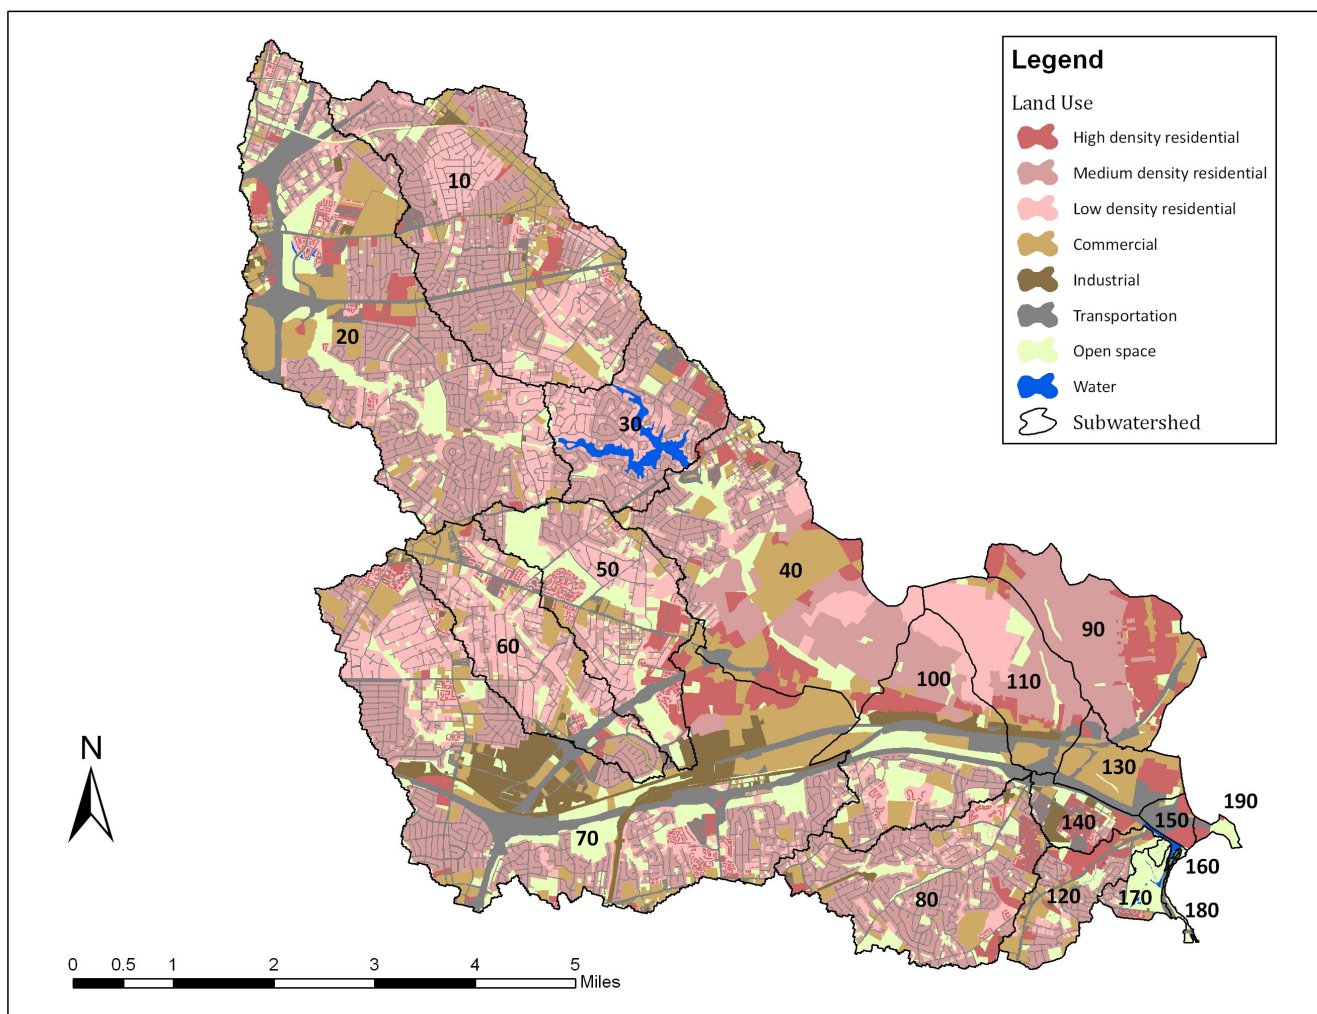 Legend
Land Use
High density residential
Medium density residential
Low density residential
Commercial
Industrial
Transportation
Open space
Water
Subwatershed
10
20
30
40
50
60
90
100
110
130
190
140
150
70
160
80
120
170
180
N
0 0.5 1 2 3 4 5
Miles